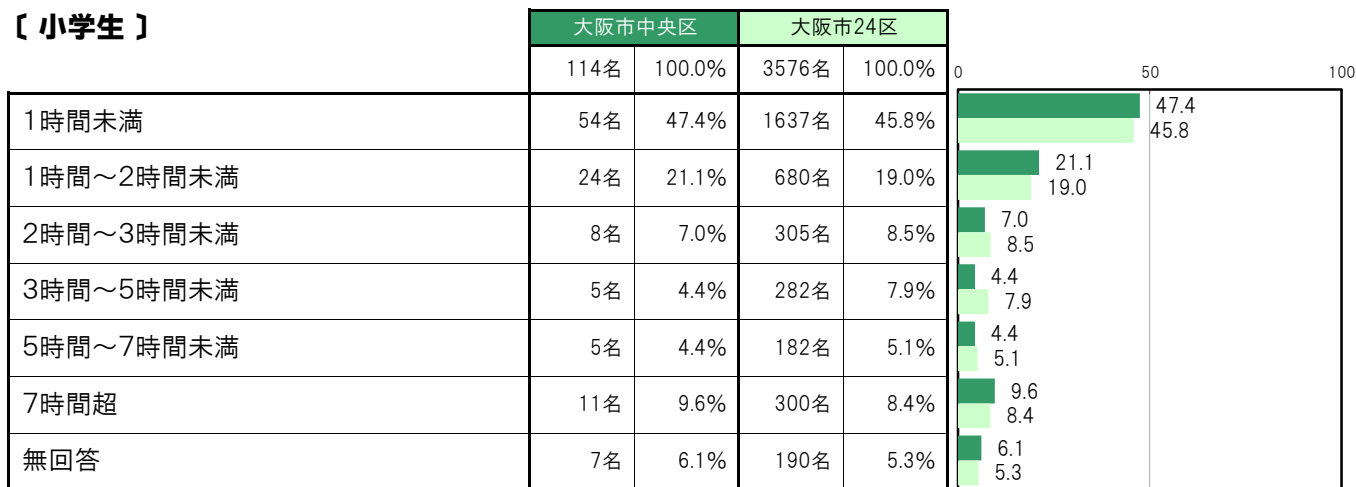 〔 小学生 〕
大阪市中央区 大阪市24区
114名 100.0% 3576名 100.0% 0 50 100
1時間未満 54名 47.4% 1637名 45.8% 47.4
45.8
1時間～2時間未満 24名 21.1% 680名 19.0% 21.1
19.0
2時間～3時間未満 8名 7.0% 305名 8.5% 7.0
8.5
3時間～5時間未満 5名 4.4% 282名 7.9% 4.4
7.9
5時間～7時間未満 5名 4.4% 182名 5.1% 4.4
5.1
7時間超 11名 9.6% 300名 8.4% 9.6
8.4
無回答 7名 6.1% 190名 5.3% 6.1
5.3